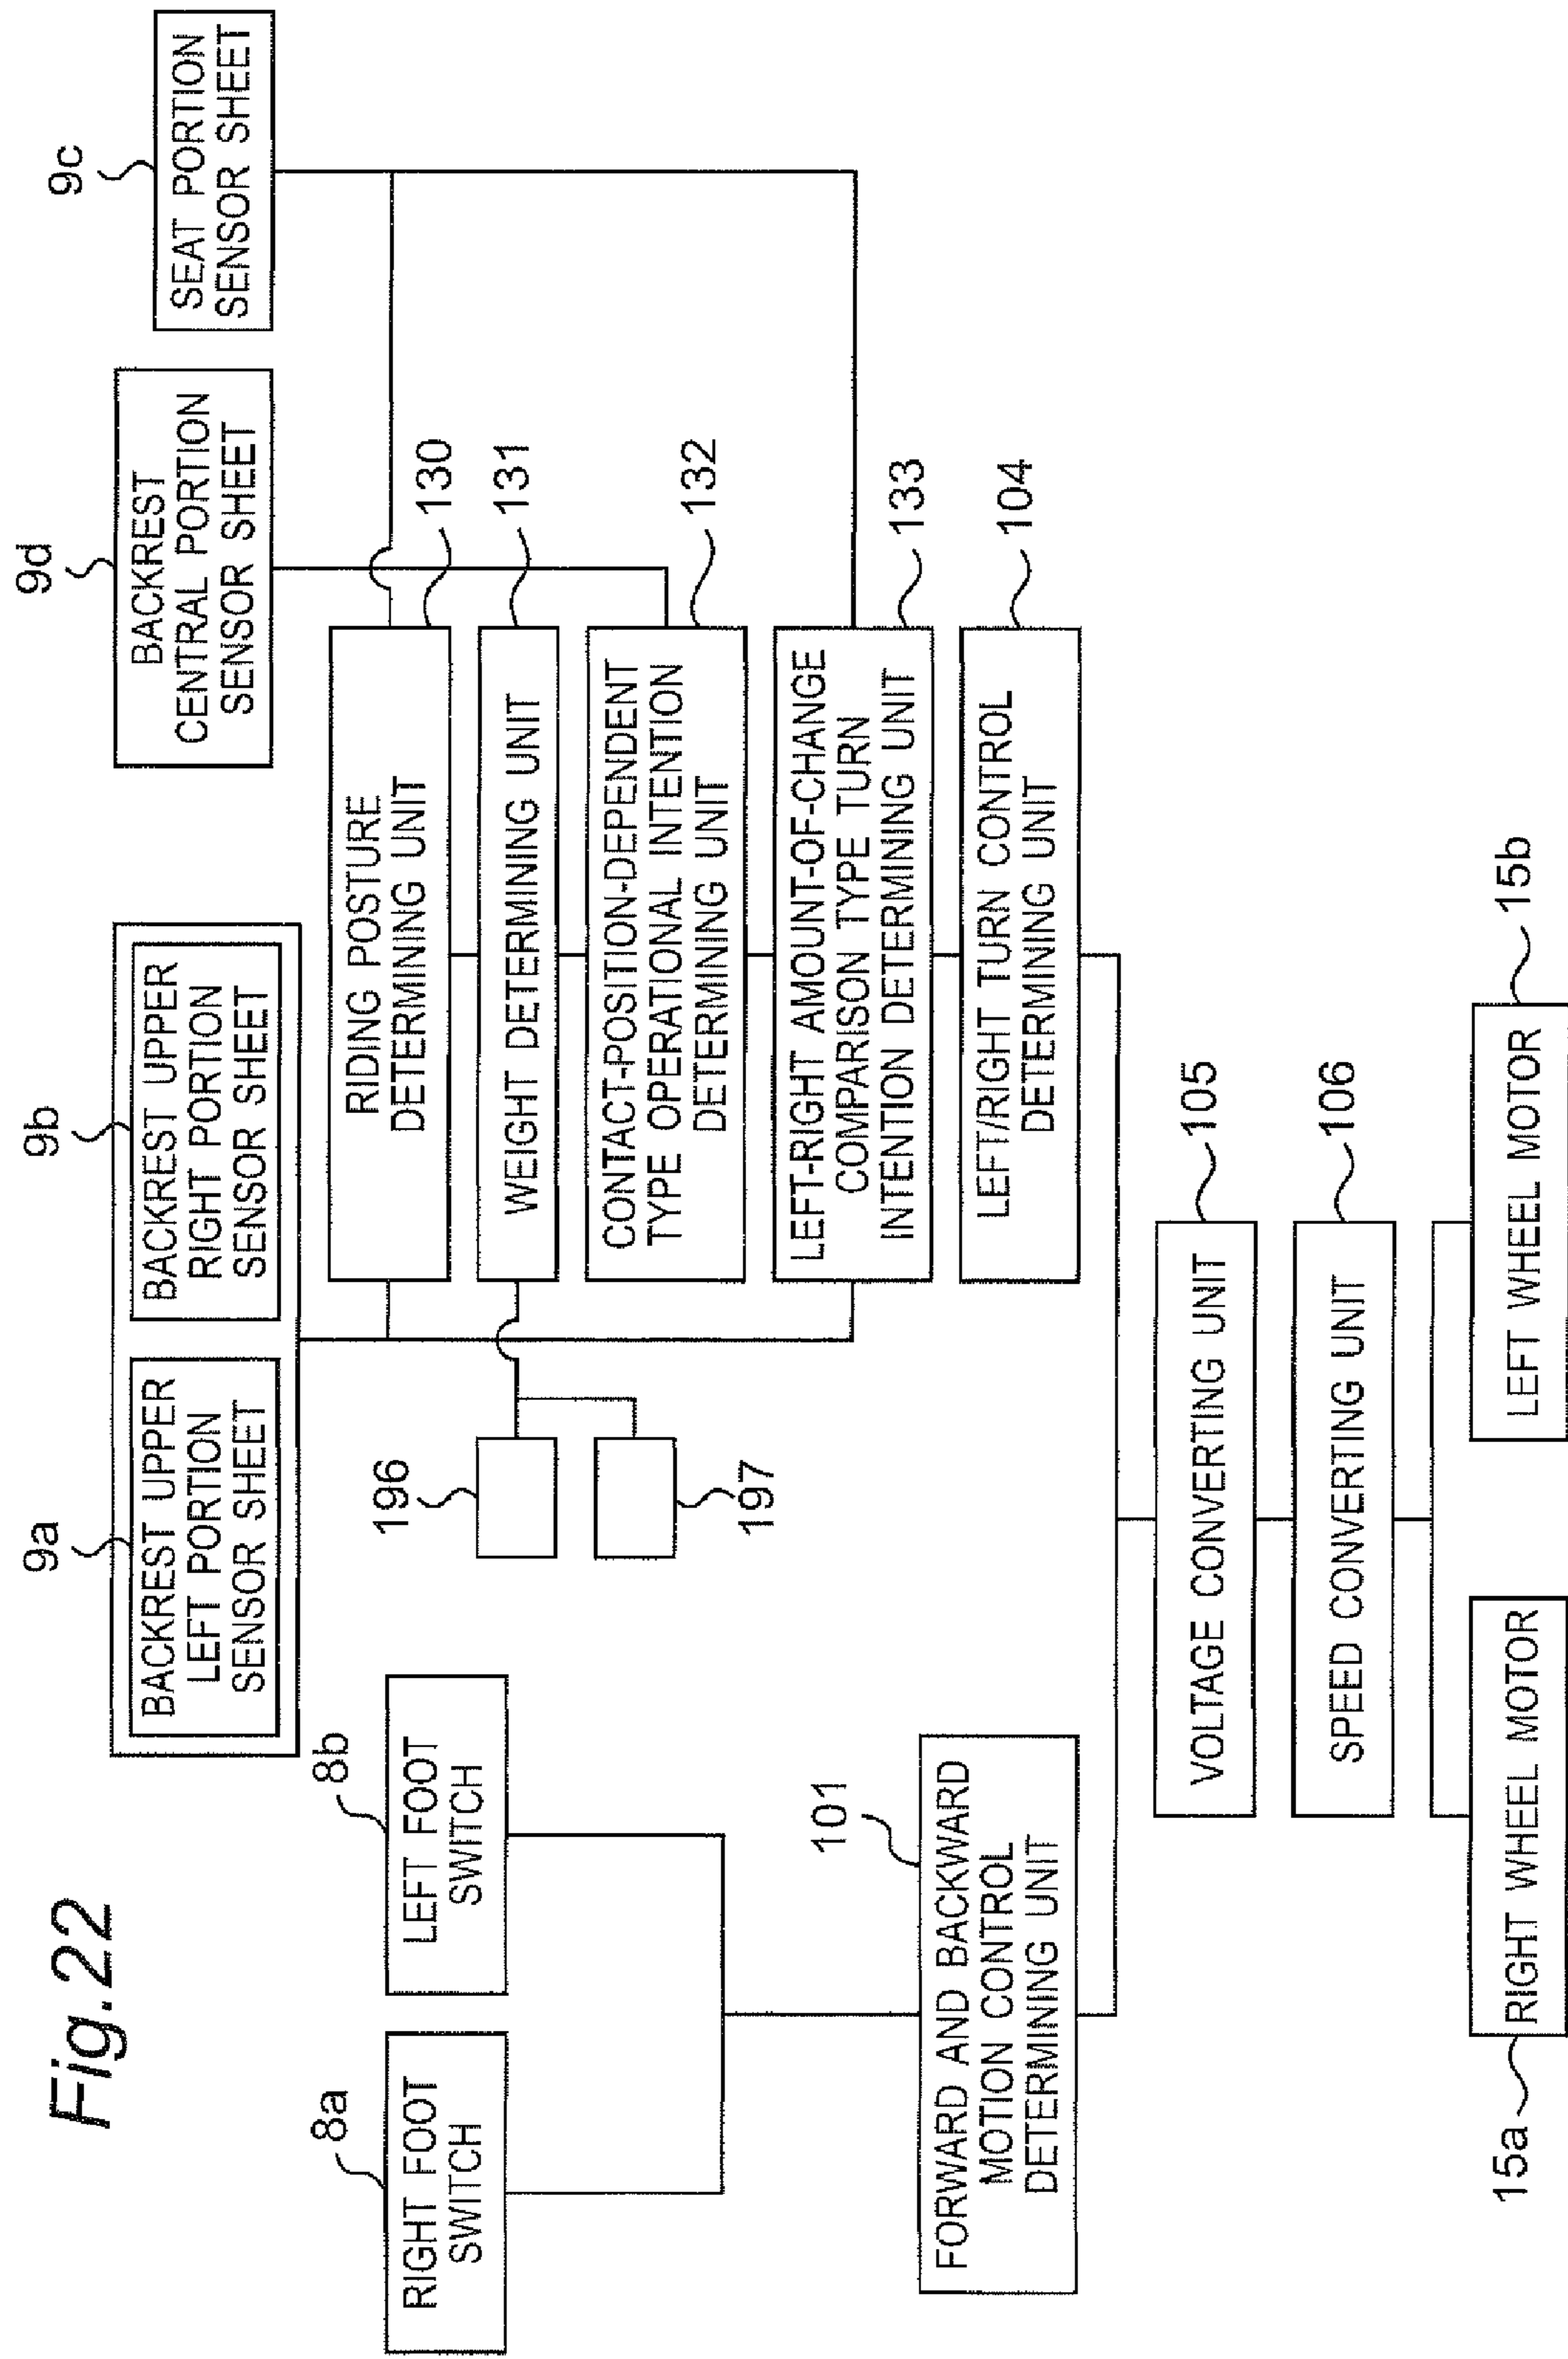 Fig.22
8a
RIGHT FOOT
SWITCH
8b
LEFT FOOT
SWITCH
9a
BACKREST UPPER
LEFT PORTION
SENSOR SHEET
9b
BACKREST UPPER
RIGHT PORTION
SENSOR SHEET
9d
BACKREST
CENTRAL PORTION
SENSOR SHEET
9c
SEAT PORTION
SENSOR SHEET
196
197
RIDING POSTURE
DETERMINING UNIT
130
WEIGHT DETERMINING UNIT
131
CONTACT-POSITION-DEPENDENT
TYPE OPERATIONAL INTENTION
DETERMINING UNIT
132
LEFT-RIGHT AMOUNT-OF-CHANGE
COMPARISON TYPE TURN
INTENTION DETERMINING UNIT
133
LEFT/RIGHT TURN CONTROL
DETERMINING UNIT
104
101
FORWARD AND BACKWARD
MOTION CONTROL
DETERMINING UNIT
VOLTAGE CONVERTING UNIT
105
SPEED CONVERTING UNIT
106
15a
RIGHT WHEEL MOTOR
LEFT WHEEL MOTOR
15b